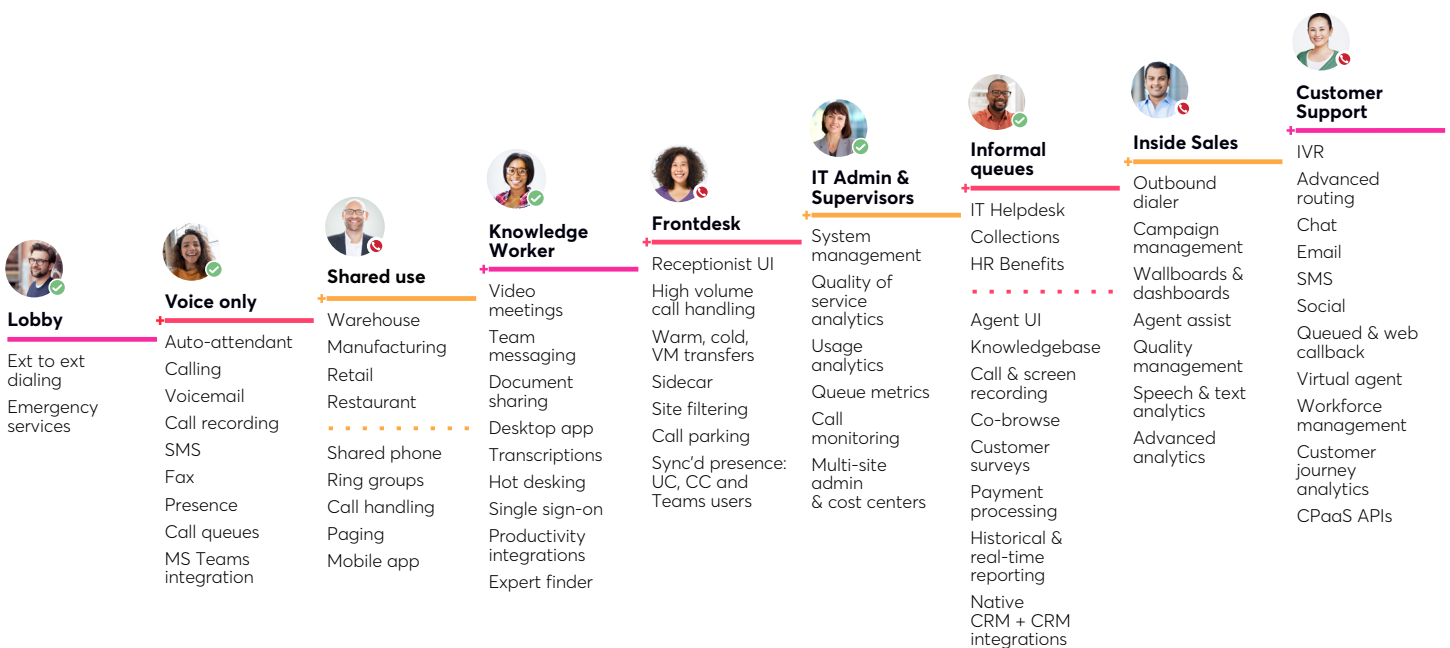 Lobby
Ext to ext
dialing
Emergency
services
Voice only
Auto-attendant
Calling
Voicemail
Call recording
SMS
Fax
Presence
Call queues
MS Teams
integration
Shared use
Warehouse
Manufacturing
Retail
Restaurant
Shared phone
Ring groups
Call handling
Paging
Mobile app
Knowledge
Worker
Video
meetings
Team
messaging
Document
sharing
Desktop app
Transcriptions
Hot desking
Single sign-on
Productivity
integrations
Expert finder
Frontdesk
Receptionist UI
High volume
call handling
Warm, cold,
VM transfers
Sidecar
Site filtering
Call parking
Sync'd presence:
UC, CC and
Teams users
IT Admin &
Supervisors
System
management
Quality of
service
analytics
Usage
analytics
Queue metrics
Call
monitoring
Multi-site
admin
& cost centers
Informal
queues
IT Helpdesk
Collections
HR Benefits
Agent UI
Knowledgebase
Call & screen
recording
Co-browse
Customer
surveys
Payment
processing
Historical &
real-time
reporting
Native
CRM + CRM
integrations
Inside Sales
Outbound
dialer
Campaign
management
Wallboards &
dashboards
Agent assist
Quality
management
Speech & text
analytics
Advanced
analytics
Customer
Support
IVR
Advanced
routing
Chat
Email
SMS
Social
Queued & web
callback
Virtual agent
Workforce
management
Customer
journey
analytics
CPaaS APIs